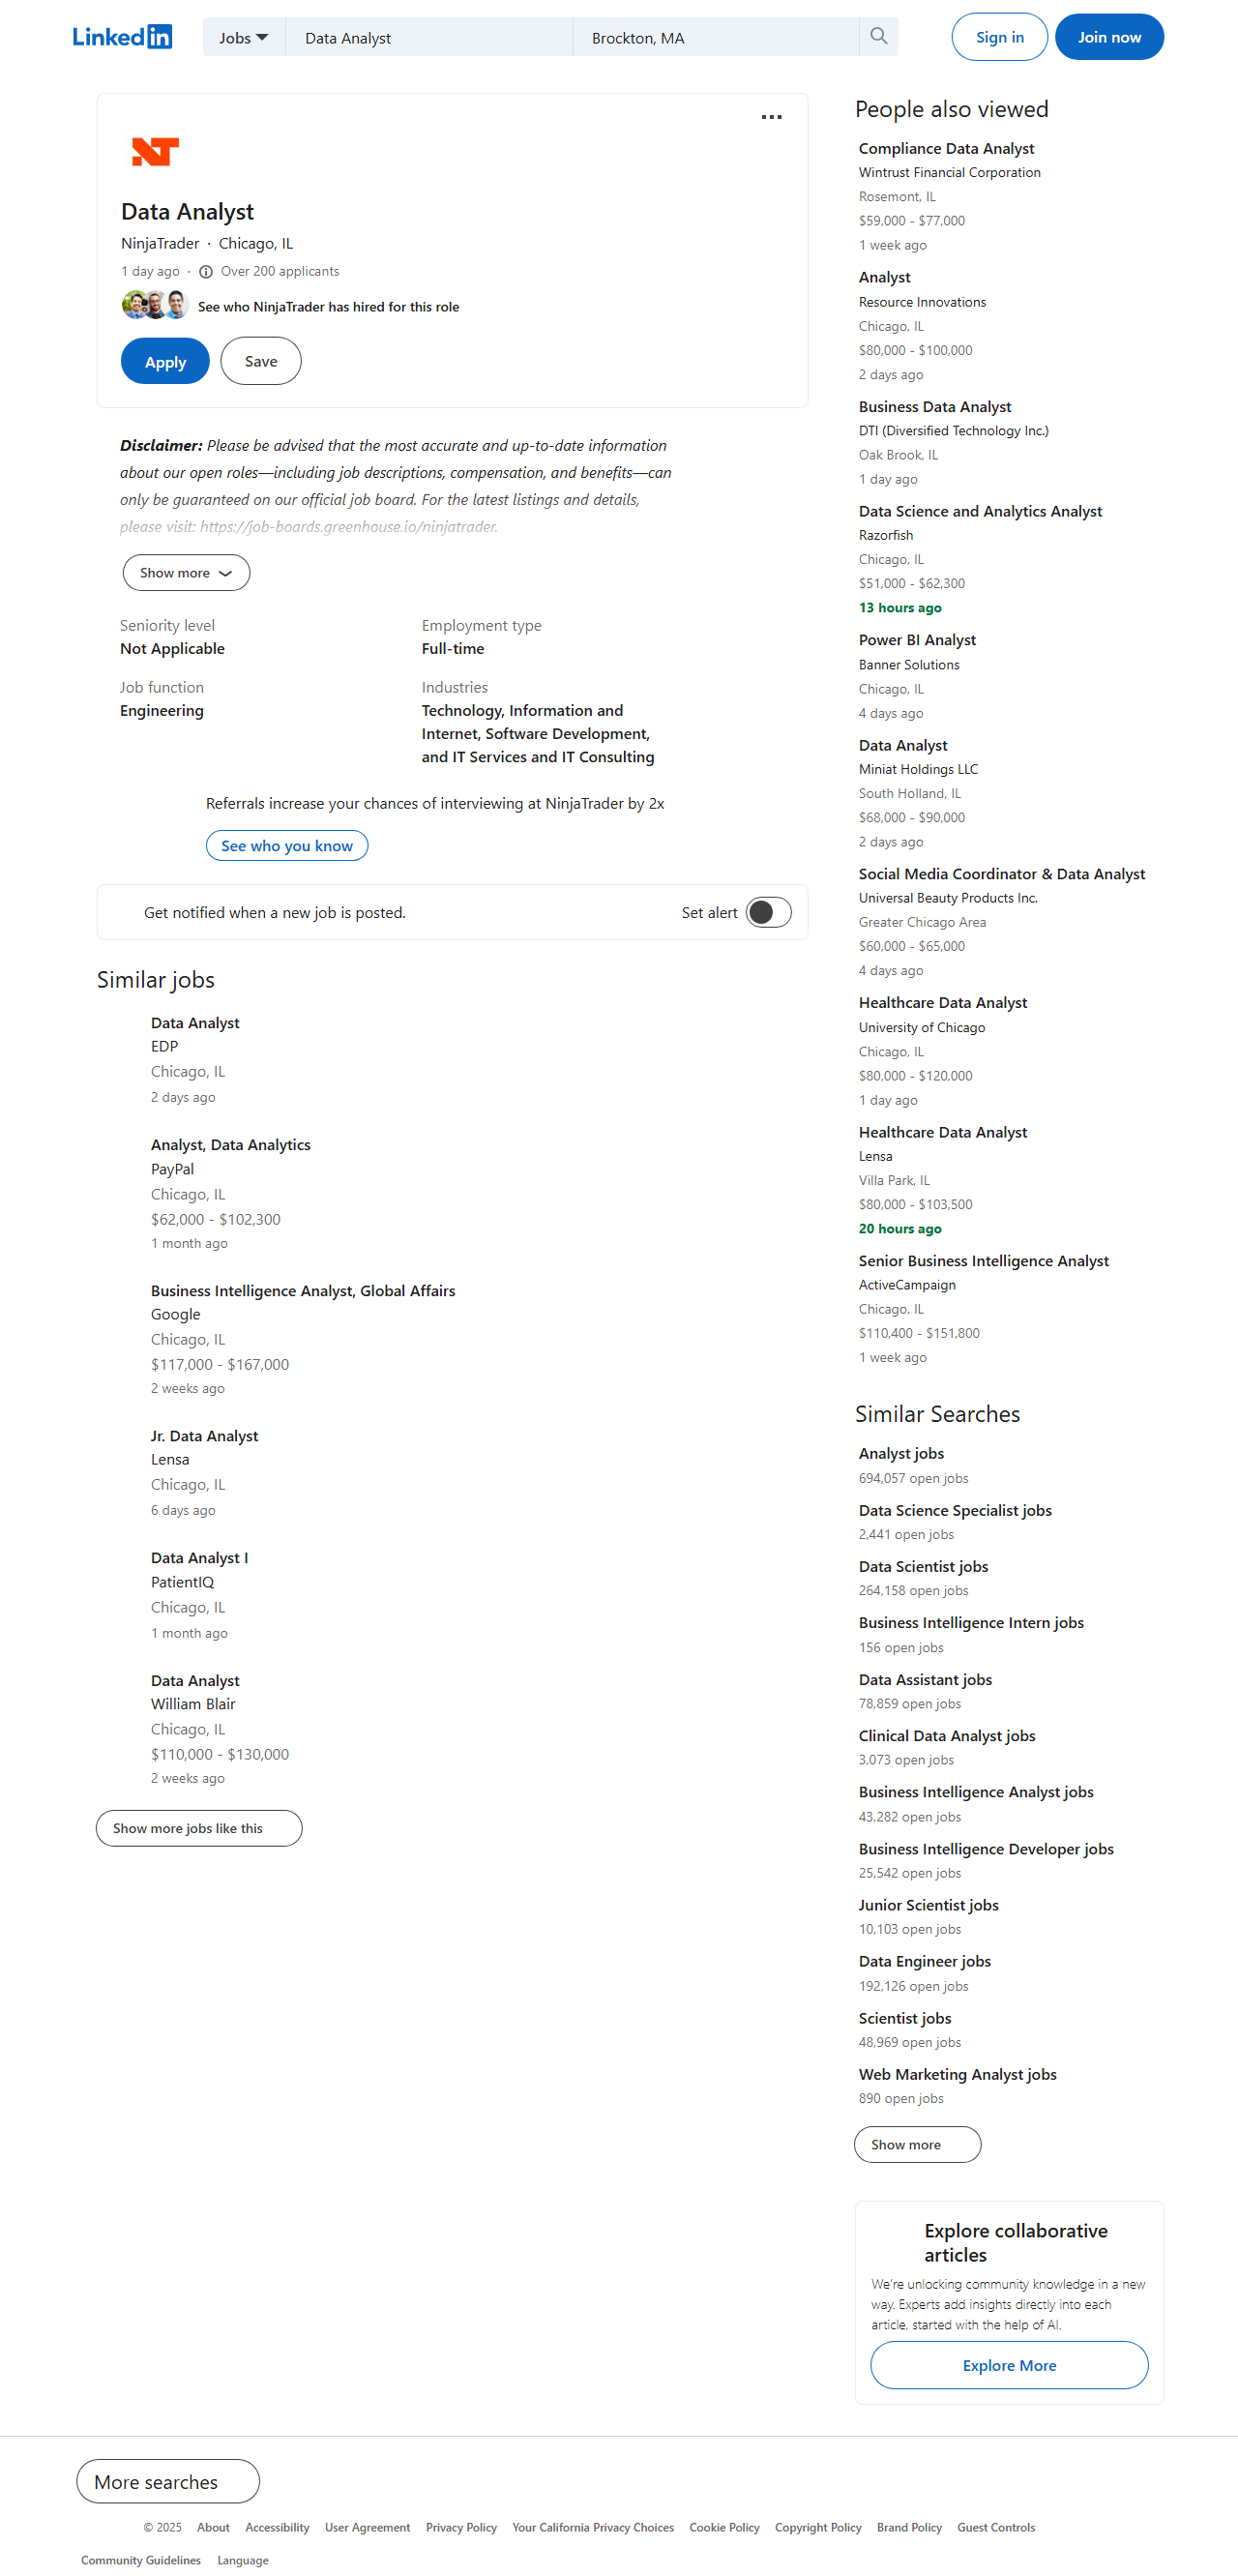 LinkedIn
Jobs
Data Analyst
Brockton, MA
Sign in
Join now
NT
Data Analyst
NinjaTrader · Chicago, IL
1 day ago · Over 200 applicants
See who NinjaTrader has hired for this role
Apply
Save
Disclaimer: Please be advised that the most accurate and up-to-date information
about our open roles—including job descriptions, compensation, and benefits—can
only be guaranteed on our official job board. For the latest listings and details,
please visit: https://job-boards.greenhouse.io/ninjatrader.
Show more
Seniority level
Not Applicable
Employment type
Full-time
Job function
Engineering
Industries
Technology, Information and
Internet, Software Development,
and IT Services and IT Consulting
Referrals increase your chances of interviewing at NinjaTrader by 2x
See who you know
Get notified when a new job is posted.
Set alert
Similar jobs
Data Analyst
EDP
Chicago, IL
2 days ago
Analyst, Data Analytics
PayPal
Chicago, IL
$62,000 - $102,300
1 month ago
Business Intelligence Analyst, Global Affairs
Google
Chicago, IL
$117,000 - $167,000
2 weeks ago
Jr. Data Analyst
Lensa
Chicago, IL
6 days ago
Data Analyst I
PatientIQ
Chicago, IL
1 month ago
Data Analyst
William Blair
Chicago, IL
$110,000 - $130,000
2 weeks ago
Show more jobs like this
People also viewed
Compliance Data Analyst
Wintrust Financial Corporation
Rosemont, IL
$59,000 - $77,000
1 week ago
Analyst
Resource Innovations
Chicago, IL
$80,000 - $100,000
2 days ago
Business Data Analyst
DTI (Diversified Technology Inc.)
Oak Brook, IL
1 day ago
Data Science and Analytics Analyst
Razorfish
Chicago, IL
$51,000 - $62,300
13 hours ago
Power BI Analyst
Banner Solutions
Chicago, IL
4 days ago
Data Analyst
Miniat Holdings LLC
South Holland, IL
$68,000 - $90,000
2 days ago
Social Media Coordinator & Data Analyst
Universal Beauty Products Inc.
Greater Chicago Area
$60,000 - $65,000
4 days ago
Healthcare Data Analyst
University of Chicago
Chicago, IL
$80,000 - $120,000
1 day ago
Healthcare Data Analyst
Lensa
Villa Park, IL
$80,000 - $103,500
20 hours ago
Senior Business Intelligence Analyst
ActiveCampaign
Chicago, IL
$110,400 - $151,800
1 week ago
Similar Searches
Analyst jobs
694,057 open jobs
Data Science Specialist jobs
2,441 open jobs
Data Scientist jobs
264,158 open jobs
Business Intelligence Intern jobs
156 open jobs
Data Assistant jobs
78,859 open jobs
Clinical Data Analyst jobs
3,073 open jobs
Business Intelligence Analyst jobs
43,282 open jobs
Business Intelligence Developer jobs
25,542 open jobs
Junior Scientist jobs
10,103 open jobs
Data Engineer jobs
192,126 open jobs
Scientist jobs
48,969 open jobs
Web Marketing Analyst jobs
890 open jobs
Show more
Explore collaborative
articles
We're unlocking community knowledge in a new
way. Experts add insights directly into each
article, started with the help of AI.
Explore More
More searches
© 2025 About Accessibility User Agreement Privacy Policy Your California Privacy Choices Cookie Policy Copyright Policy Brand Policy Guest Controls
Community Guidelines Language